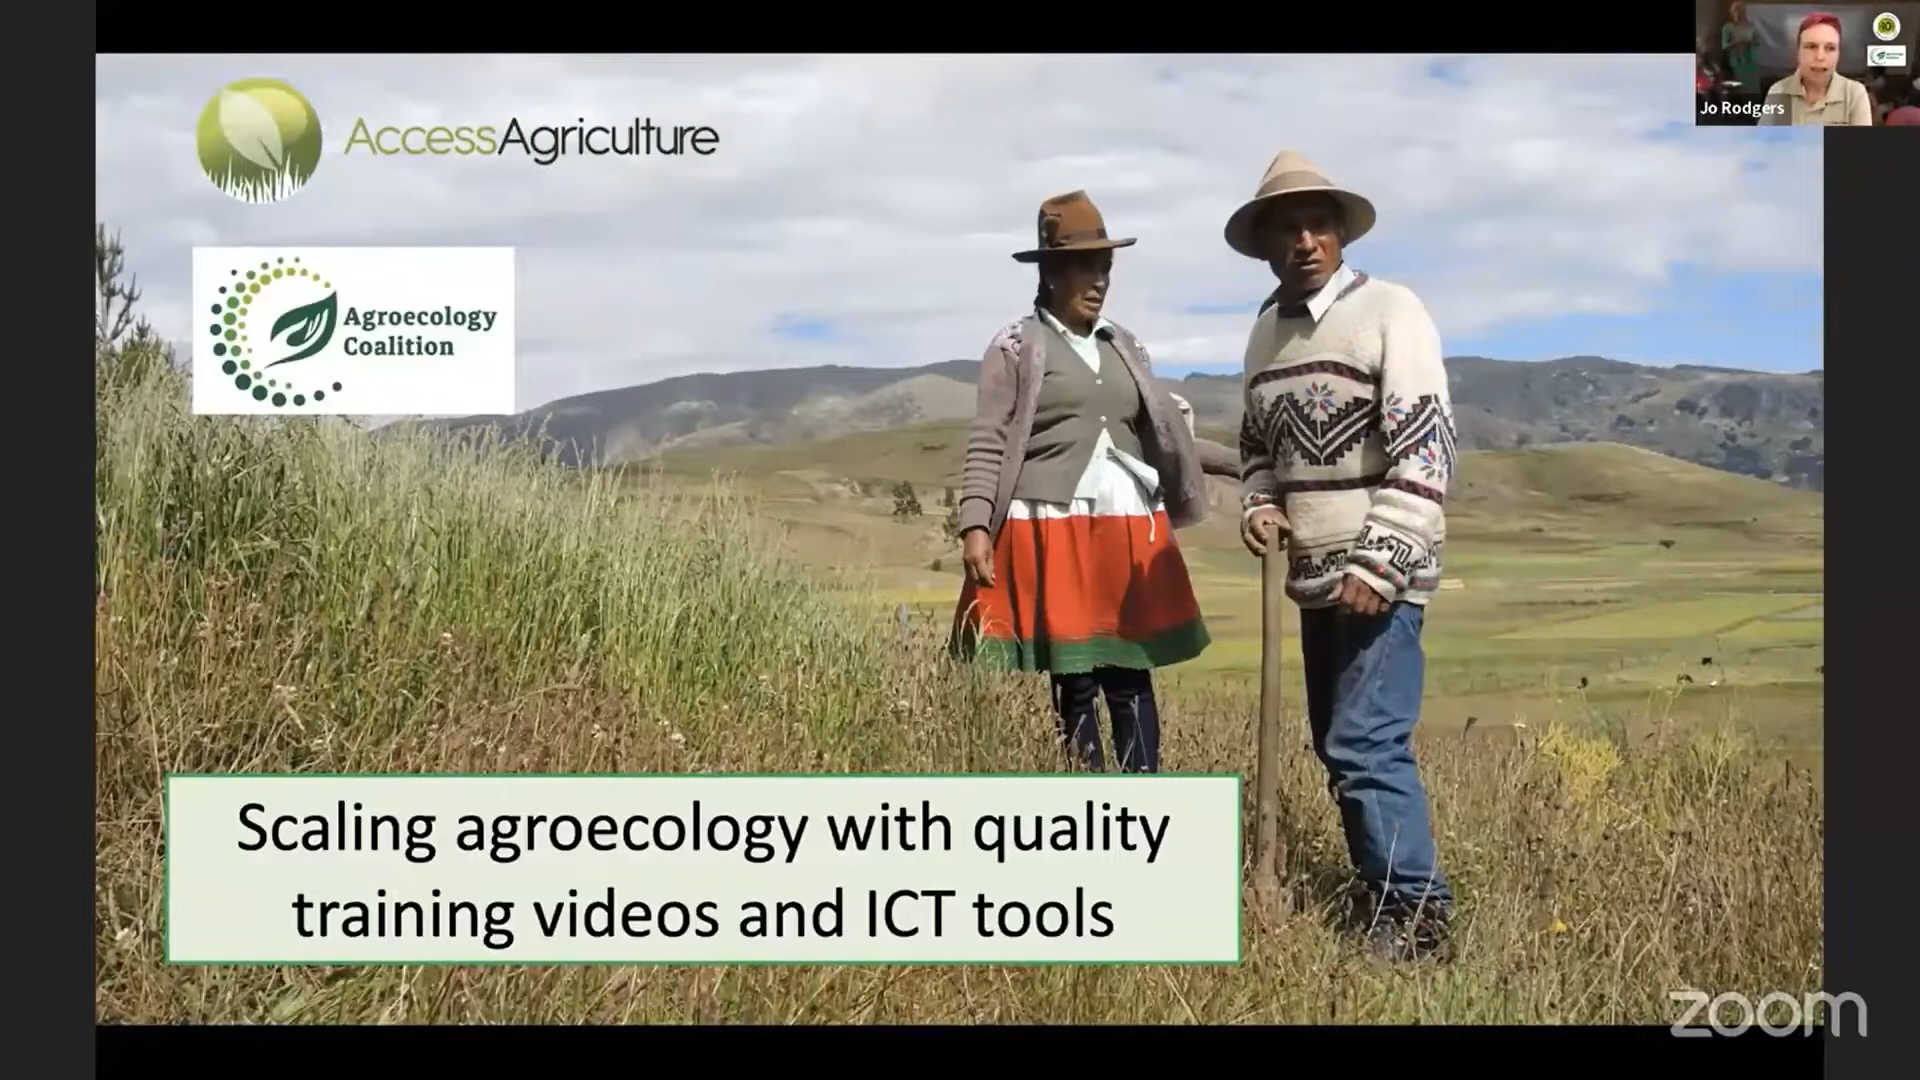 AccessAgriculture
Agroecology
Coalition
Jo Rodgers
Scaling agroecology with quality
training videos and ICT tools
zoom